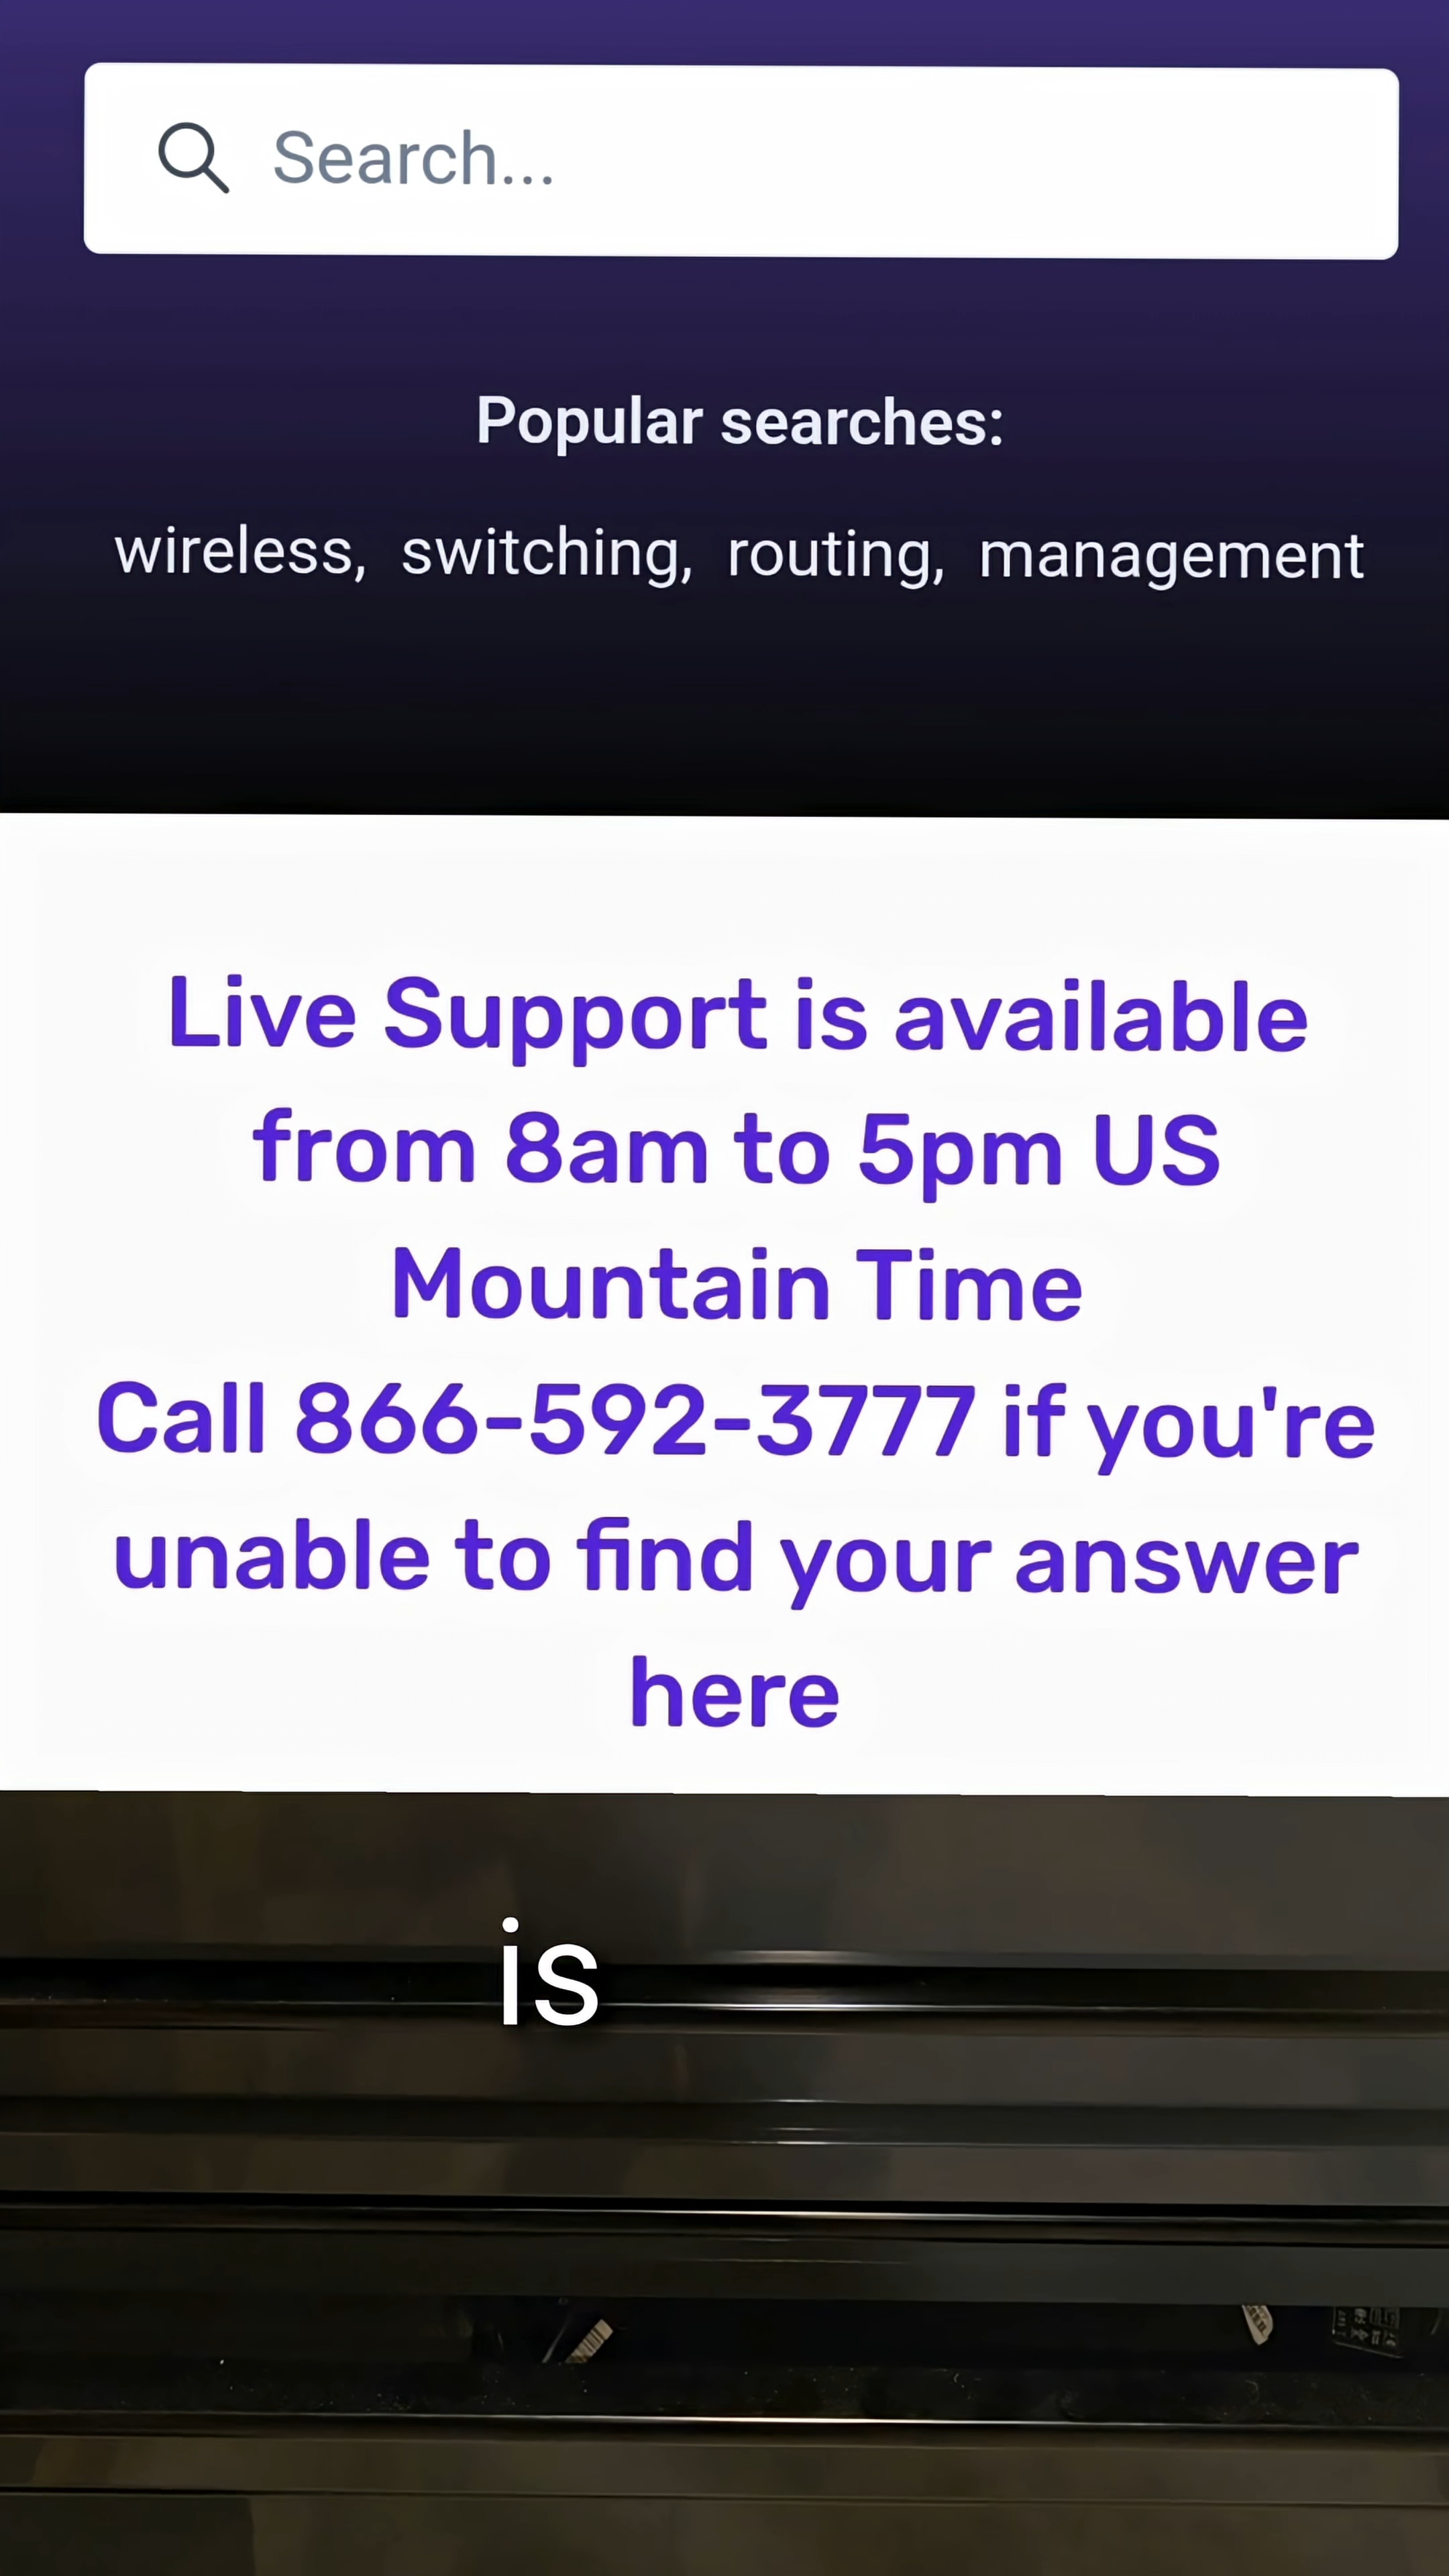 Search...
Popular searches:
wireless, switching, routing, management
Live Support is available
from 8am to 5pm US
Mountain Time
Call 866-592-3777 if you're
unable to find your answer
here
is